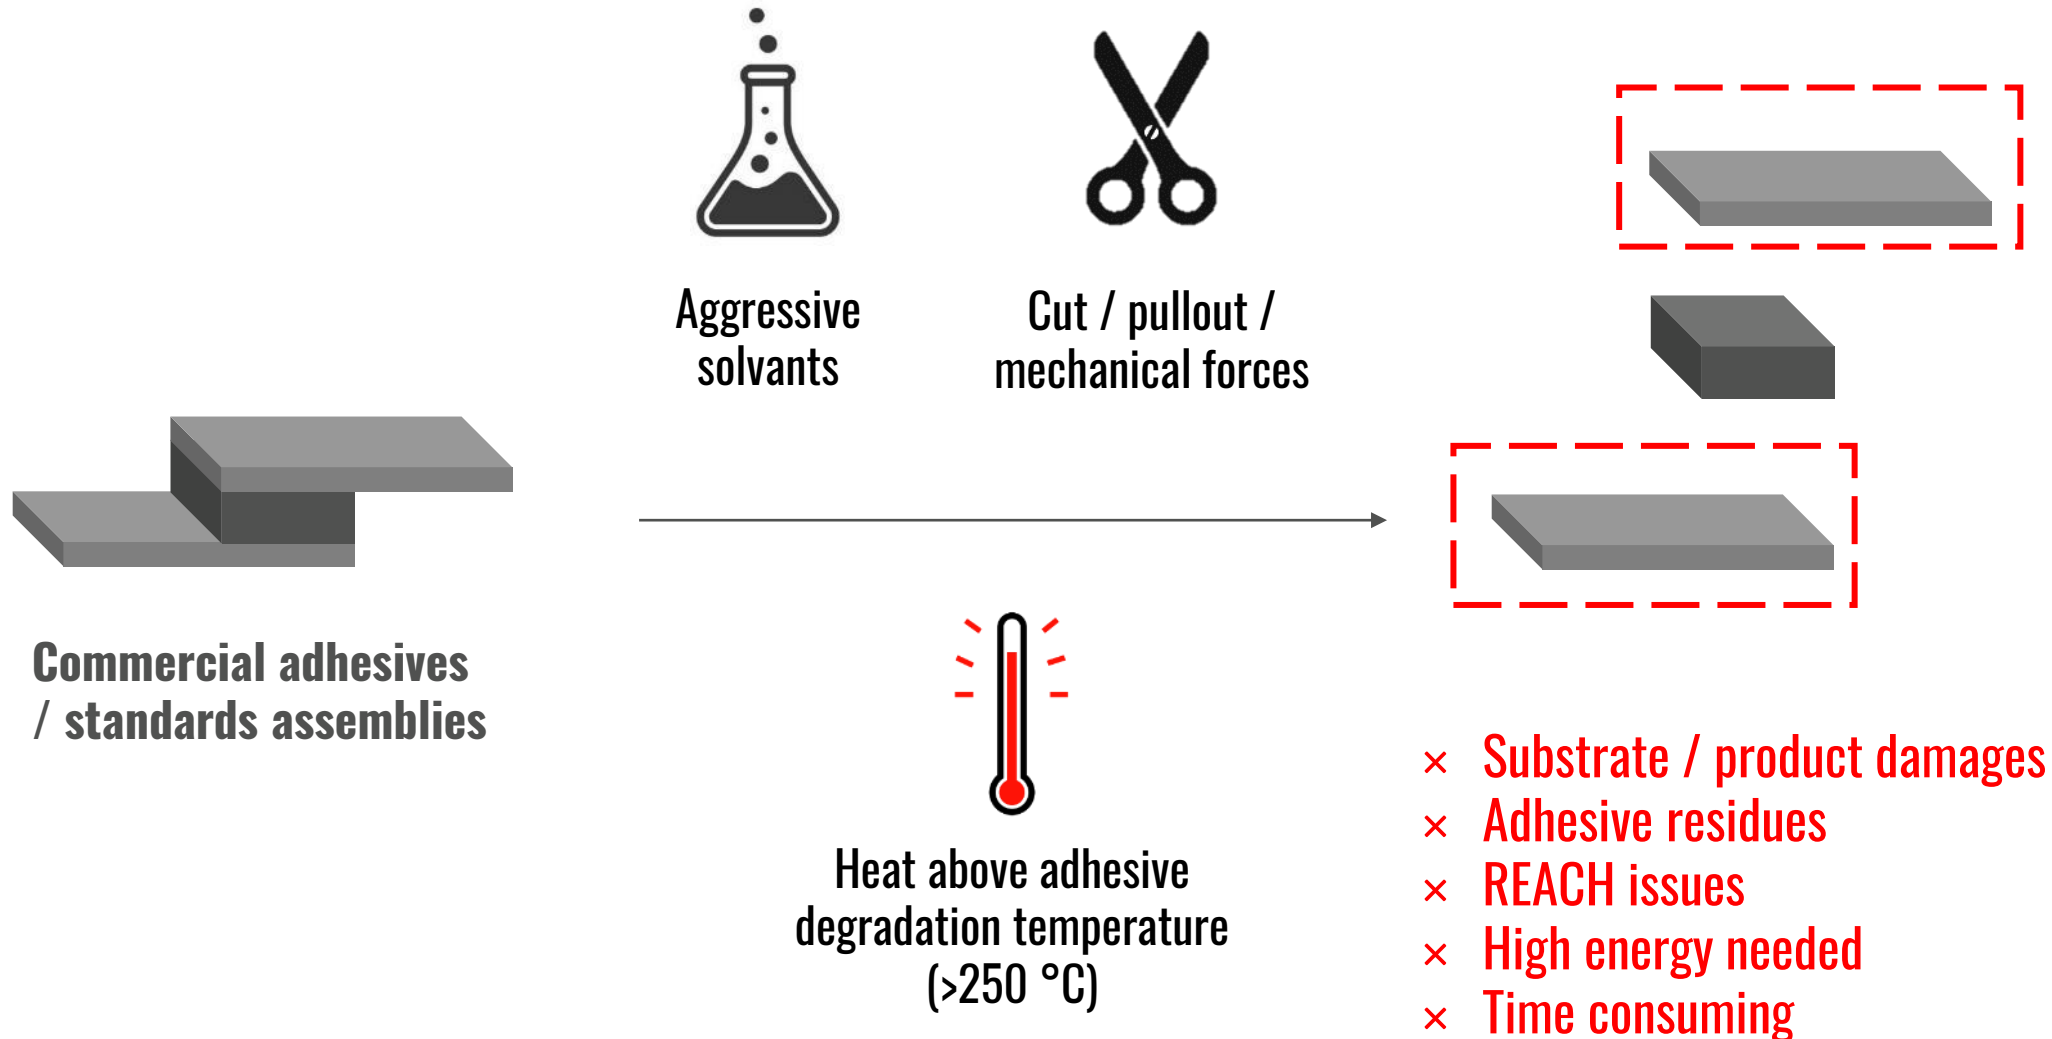 Aggressive
solvants
Cut / pullout /
mechanical forces
Commercial adhesives
/ standards assemblies
Heat above adhesive
degradation temperature
(>250 °C)
× Substrate / product damages
× Adhesive residues
× REACH issues
× High energy needed
× Time consuming